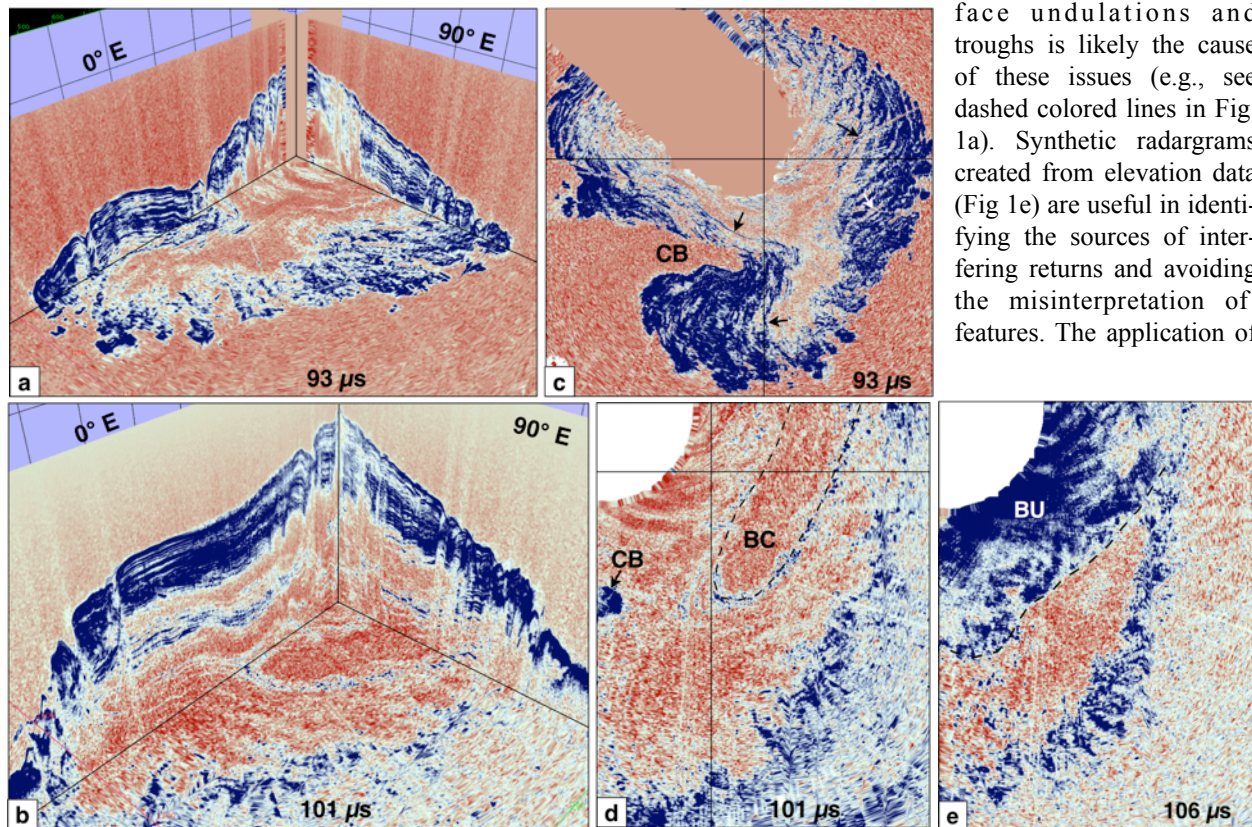 0° E
90° E
a
93 µs
CB
c
93 µs
face undulations and
troughs is likely the cause
of these issues (e.g., see
dashed colored lines in Fig
1a). Synthetic radargrams
created from elevation data
(Fig 1e) are useful in identi-
fying the sources of inter-
fering returns and avoiding
the misinterpretation of
features. The application of
0° E
90° E
b
101 µs
CB
BC
d
101 µs
BU
e
106 µs